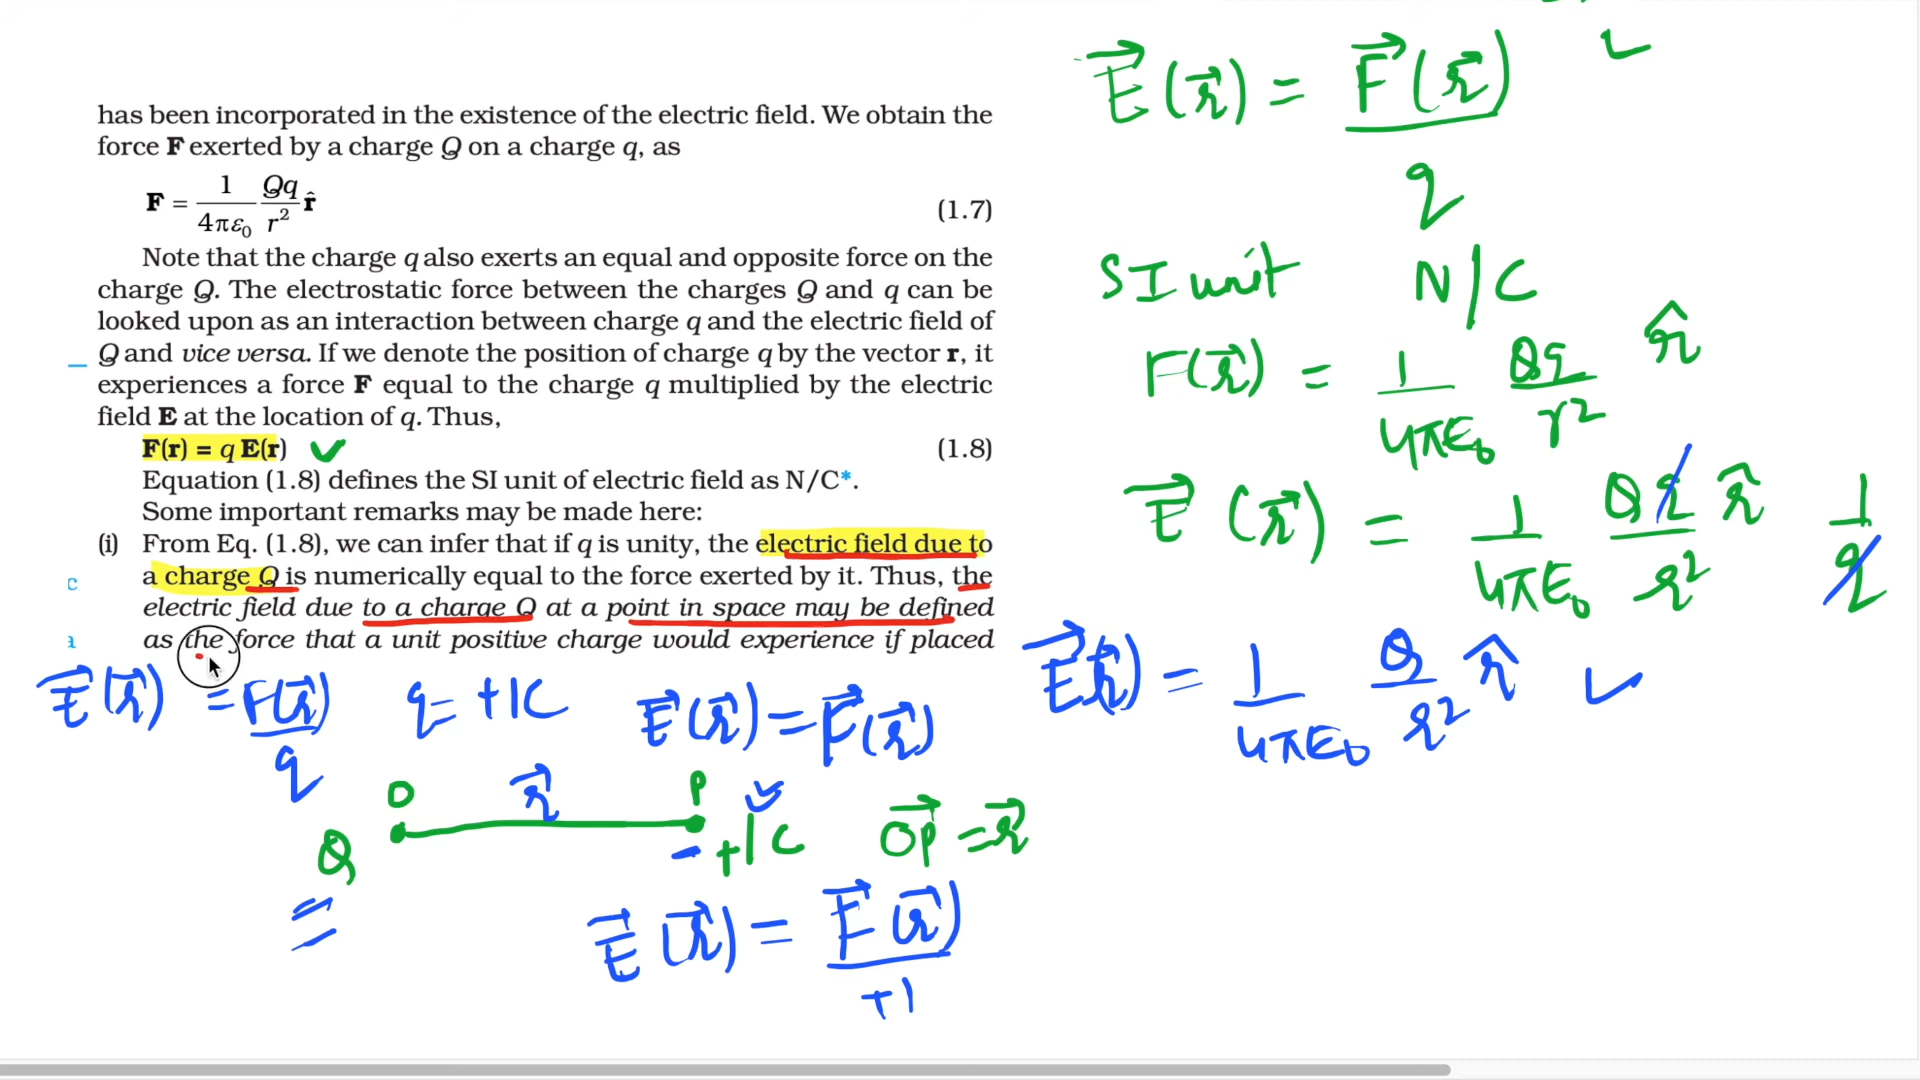 has been incorporated in the existence of the electric field. We obtain the
force F exerted by a charge Q on a charge q, as
F = 1/4πε₀ Qq/r² r̂ (1.7)
Note that the charge q also exerts an equal and opposite force on the
charge Q. The electrostatic force between the charges Q and q can be
looked upon as an interaction between charge q and the electric field of
Q and vice versa. If we denote the position of charge q by the vector r, it
experiences a force F equal to the charge q multiplied by the electric
field E at the location of q. Thus,
F(r) = q E(r) (1.8)
Equation (1.8) defines the SI unit of electric field as N/C*.
Some important remarks may be made here:
(i) From Eq. (1.8), we can infer that if q is unity, the electric field due to
a charge Q is numerically equal to the force exerted by it. Thus, the
electric field due to a charge Q at a point in space may be defined
as the force that a unit positive charge would experience if placed
E⃗(r⃗) = F(r⃗)/q q = +1C E⃗(r⃗) = F⃗(r⃗)
O r⃗ P
Q +1C OP⃗ = r⃗
E⃗(r⃗) = F⃗(r⃗)/+1
E⃗(r⃗) = F⃗(r⃗)/q
SI unit N/C
F(r⃗) = 1/4πε₀ Qq/r² r̂
E⃗(r⃗) = 1/4πε₀ Qq/r² r̂ 1/q
E⃗(r⃗) = 1/4πε₀ Q/r² r̂